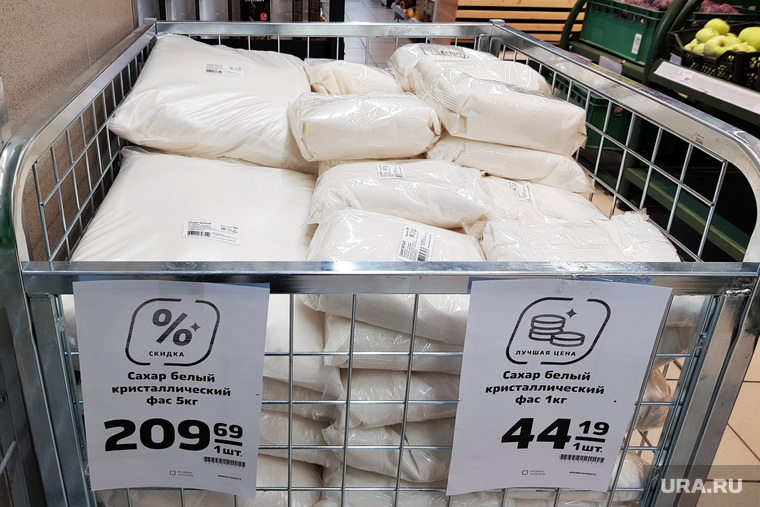 СКИДКА
Сахар белый
кристаллический
фас 5кг
209 69
1 шт.
ЛУЧШАЯ ЦЕНА
Сахар белый
кристаллический
фас 1кг
44 19
1 шт.
URA.RU